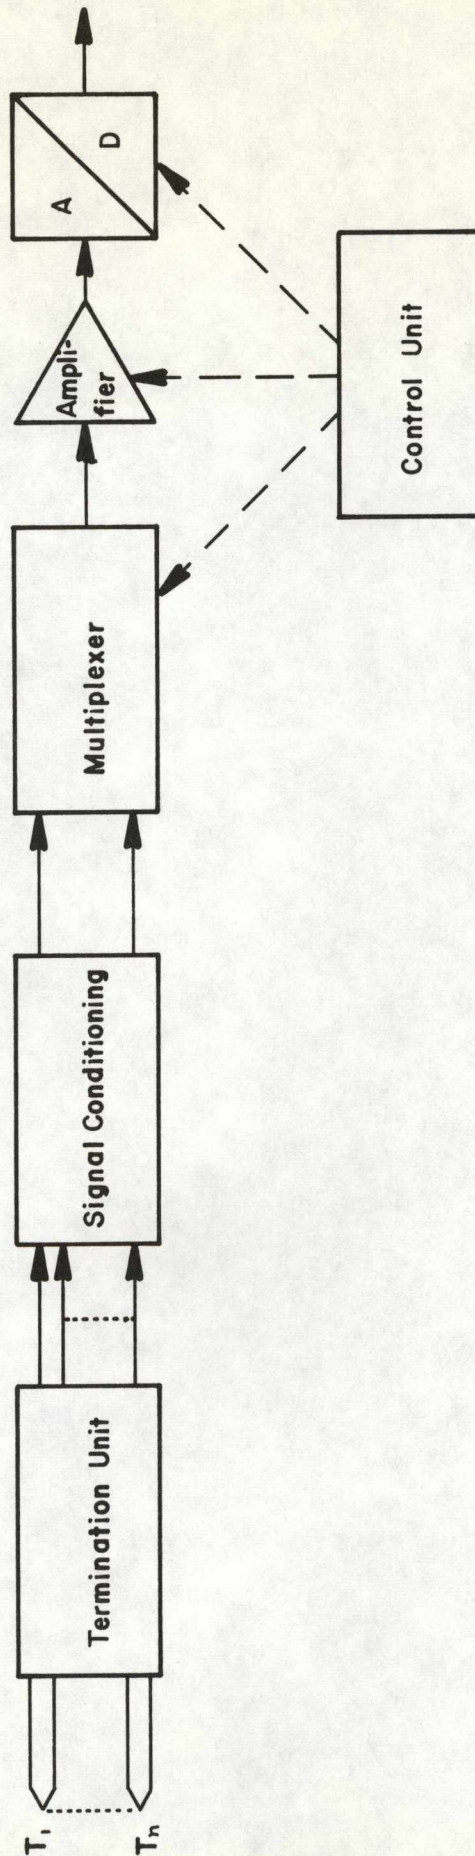 T₁
Tₙ
Termination Unit
Signal Conditioning
Multiplexer
Ampli-
fier
A
D
Control Unit